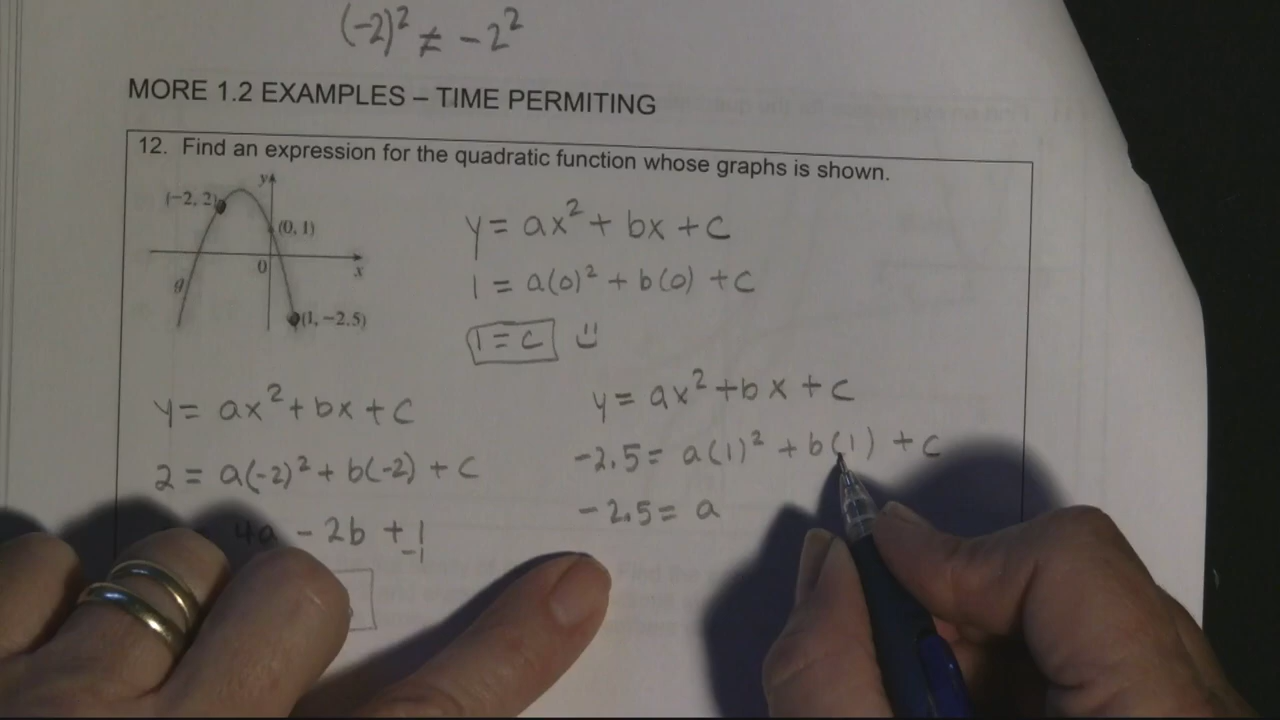 (-2)² ≠ -2²
MORE 1.2 EXAMPLES – TIME PERMITING
12. Find an expression for the quadratic function whose graphs is shown.
y
(−2, 2)
(0, 1)
0
x
g
(1, −2.5)
y = ax² + bx + c
1 = a(0)² + b(0) + c
1 = c
y = ax² + bx + c
2 = a(-2)² + b(-2) + c
4a - 2b + 1
-1
y = ax² + bx + c
-2.5 = a(1)² + b(1) + c
-2.5 = a